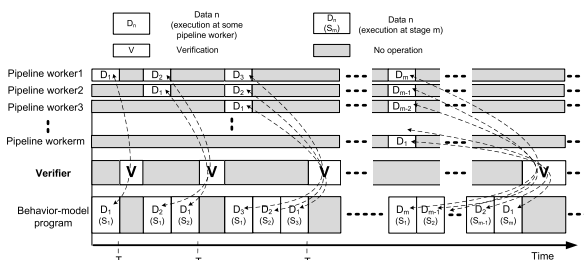 Dn
Data n
(execution at some
pipeline worker)
Dn
(Sm)
Data n
(execution at stage m)
V
Verification
No operation
Pipeline worker1
D1
D2
D3
Dm
Pipeline worker2
D1
D2
Dm-1
Pipeline worker3
D1
Dm-2
Pipeline workerm
D1
Verifier
V
V
V
V
Behavior-model
program
D1
(S1)
D2
(S1)
D1
(S2)
D3
(S1)
D2
(S2)
D1
(S3)
Dm
(S1)
Dm-1
(S2)
D2
(Sm-1)
D1
(Sm)
T
T
T
Time